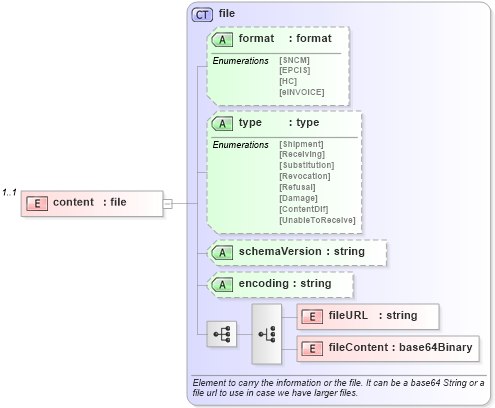 CT file
A format : format
Enumerations [SNCM]
[EPCIS]
[HC]
[eINVOICE]
A type : type
Enumerations [Shipment]
[Receiving]
[Substitution]
[Revocation]
[Refusal]
[Damage]
[ContentDif]
[UnableToReceive]
1..1
E content : file
A schemaVersion : string
A encoding : string
E fileURL : string
E fileContent : base64Binary
Element to carry the information or the file. It can be a base64 String or a
file url to use in case we have larger files.